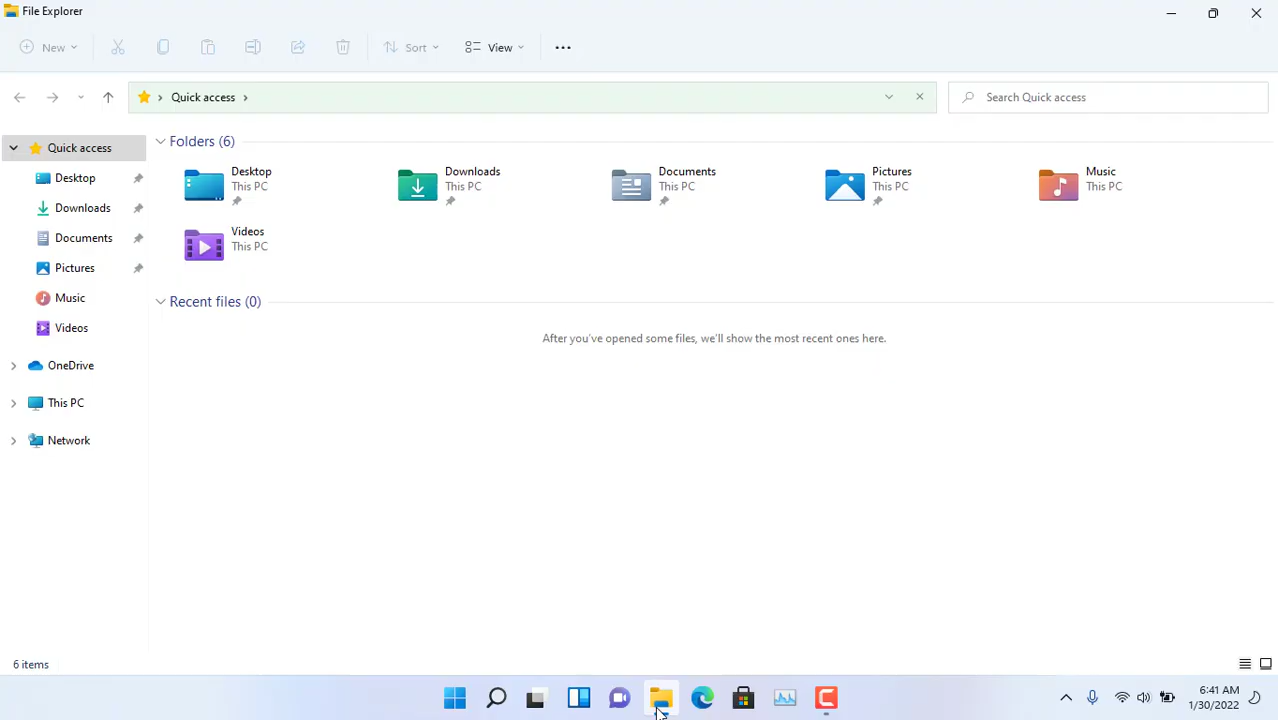 File Explorer
New
Sort
View
Quick access
Search Quick access
Quick access
Desktop
Downloads
Documents
Pictures
Music
Videos
OneDrive
This PC
Network
Folders (6)
Desktop
This PC
Downloads
This PC
Documents
This PC
Pictures
This PC
Music
This PC
Videos
This PC
Recent files (0)
After you've opened some files, we'll show the most recent ones here.
6 items
6:41 AM
1/30/2022